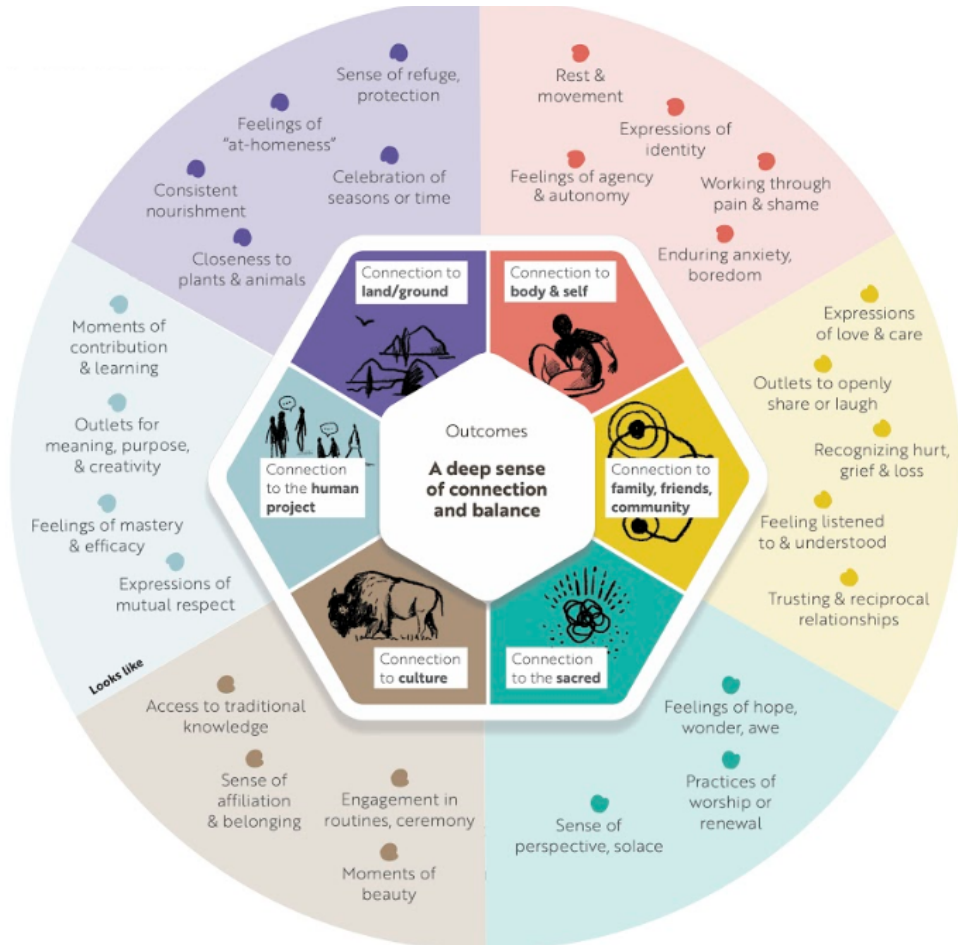 Sense of refuge,
protection
Feelings of
"at-homeness"
Celebration of
seasons or time
Consistent
nourishment
Closeness to
plants & animals
Rest &
movement
Expressions of
identity
Feelings of agency
& autonomy
Working through
pain & shame
Enduring anxiety,
boredom
Expressions
of love & care
Outlets to openly
share or laugh
Recognizing hurt,
grief & loss
Feeling listened
to & understood
Trusting & reciprocal
relationships
Feelings of hope,
wonder, awe
Practices of
worship or
renewal
Sense of
perspective, solace
Access to traditional
knowledge
Sense of
affiliation
& belonging
Engagement in
routines, ceremony
Moments of
beauty
Moments of
contribution
& learning
Outlets for
meaning, purpose,
& creativity
Feelings of mastery
& efficacy
Expressions of
mutual respect
Looks like
Connection to
land/ground
Connection to
body & self
Connection to
family, friends,
community
Connection
to the sacred
Connection
to culture
Connection
to the human
project
Outcomes
A deep sense
of connection
and balance